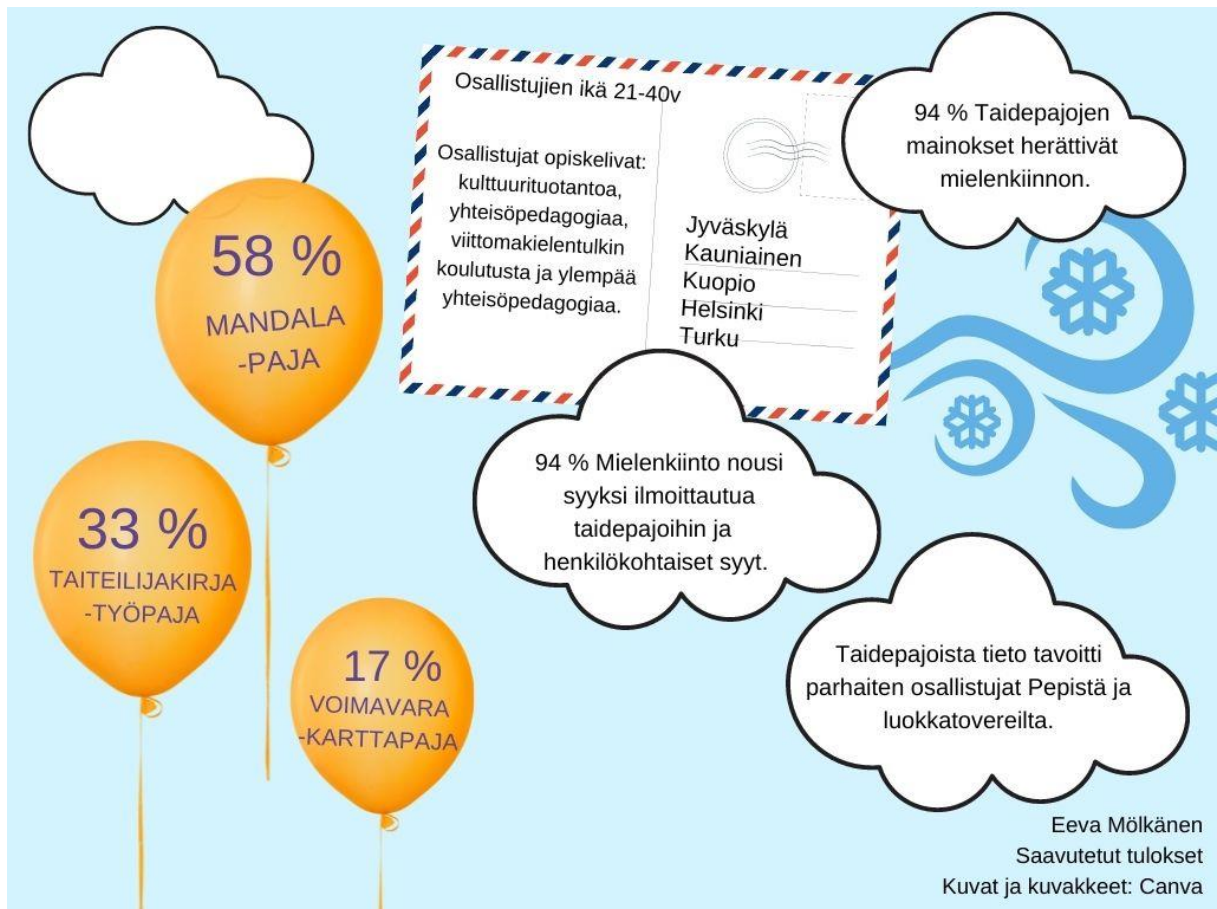 Osallistujien ikä 21-40v
Osallistujat opiskelivat:
kulttuurituotantoa,
yhteisöpedagogiaa,
viittomakielentulkin
koulutusta ja ylempää
yhteisöpedagogiaa.
Jyväskylä
Kauniainen
Kuopio
Helsinki
Turku
94 % Taidepajojen
mainokset herättivät
mielenkiinnon.
58 %
MANDALA
-PAJA
33 %
TAITEILIJAKIRJA
-TYÖPAJA
17 %
VOIMAVARA
-KARTTAPAJA
94 % Mielenkiinto nousi
syyksi ilmoittautua
taidepajoihin ja
henkilökohtaiset syyt.
Taidepajoista tieto tavoitti
parhaiten osallistujat Pepistä ja
luokkatovereilta.
Eeva Mölkänen
Saavutetut tulokset
Kuvat ja kuvakkeet: Canva